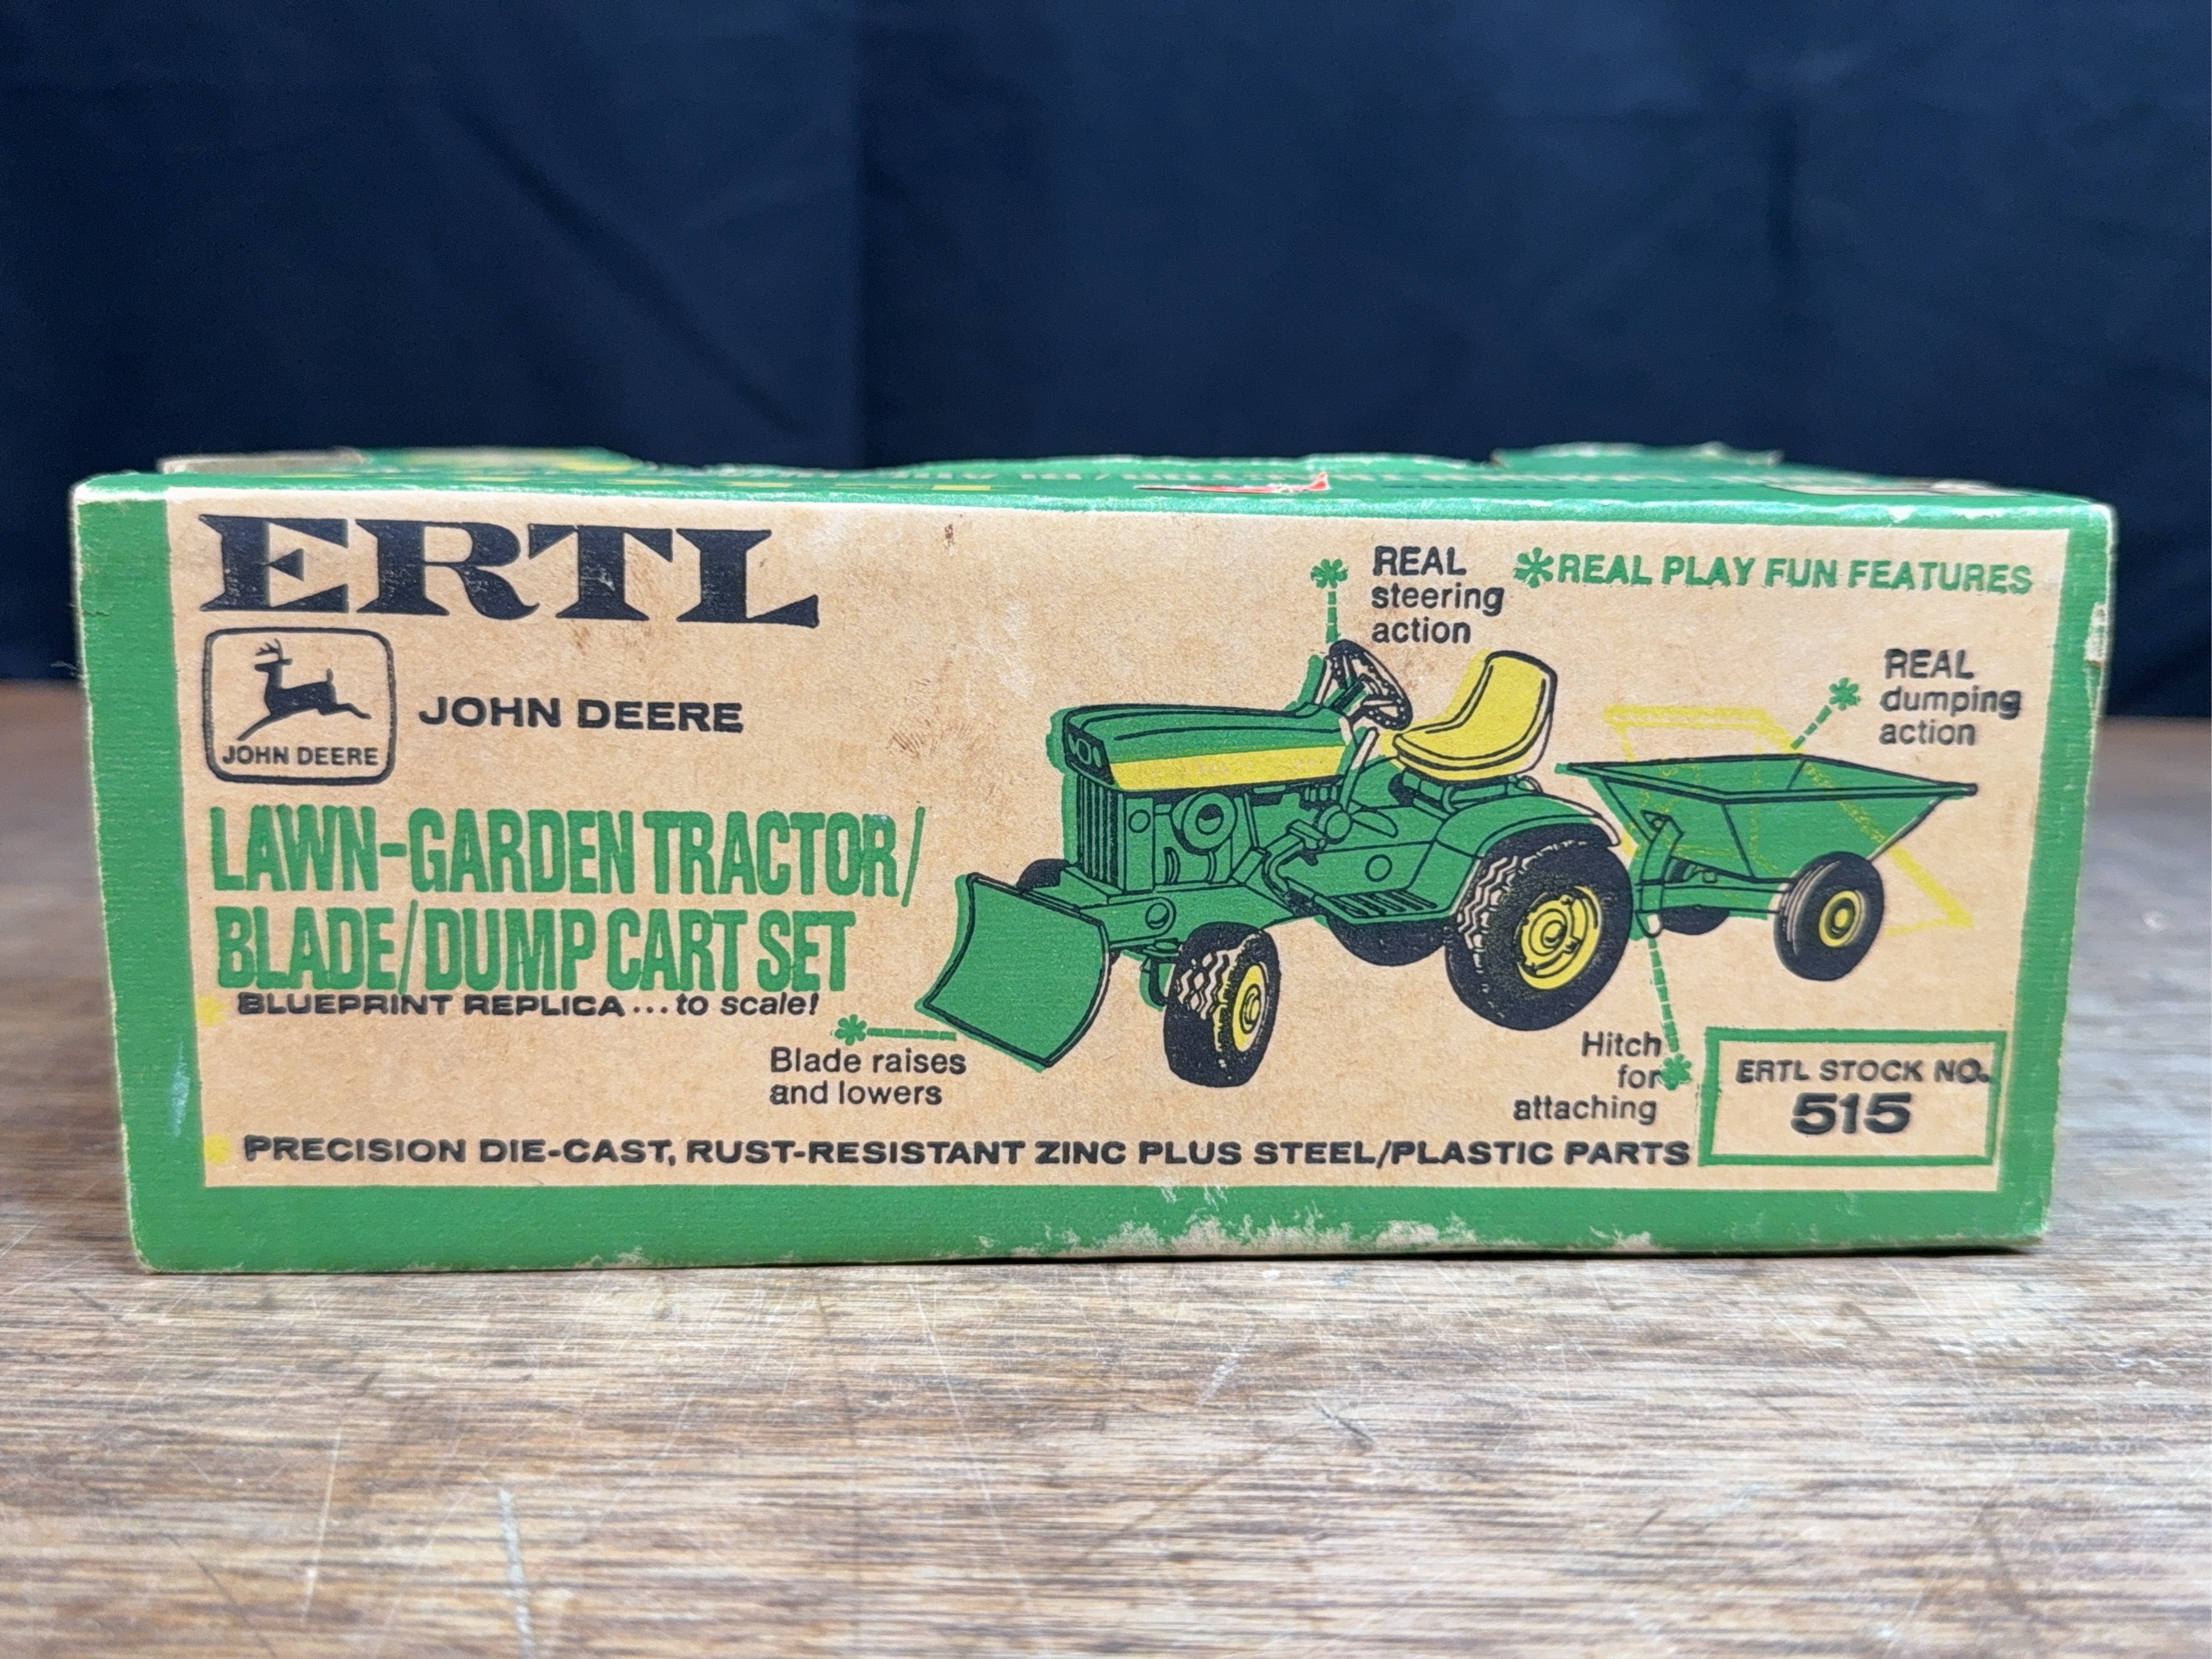 ERTL
JOHN DEERE
JOHN DEERE
LAWN-GARDEN TRACTOR/
BLADE/DUMP CART SET
BLUEPRINT REPLICA...to scale!
Blade raises
and lowers
REAL
steering
action
*REAL PLAY FUN FEATURES
REAL
dumping
action
Hitch
for
attaching
ERTL STOCK NO.
515
PRECISION DIE-CAST, RUST-RESISTANT ZINC PLUS STEEL/PLASTIC PARTS